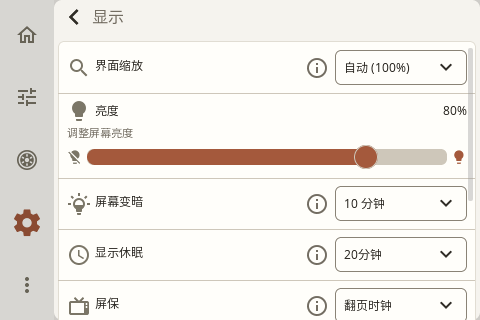 显示
界面缩放
自动 (100%)
亮度
80%
调整屏幕亮度
屏幕变暗
10 分钟
显示休眠
20分钟
屏保
翻页时钟